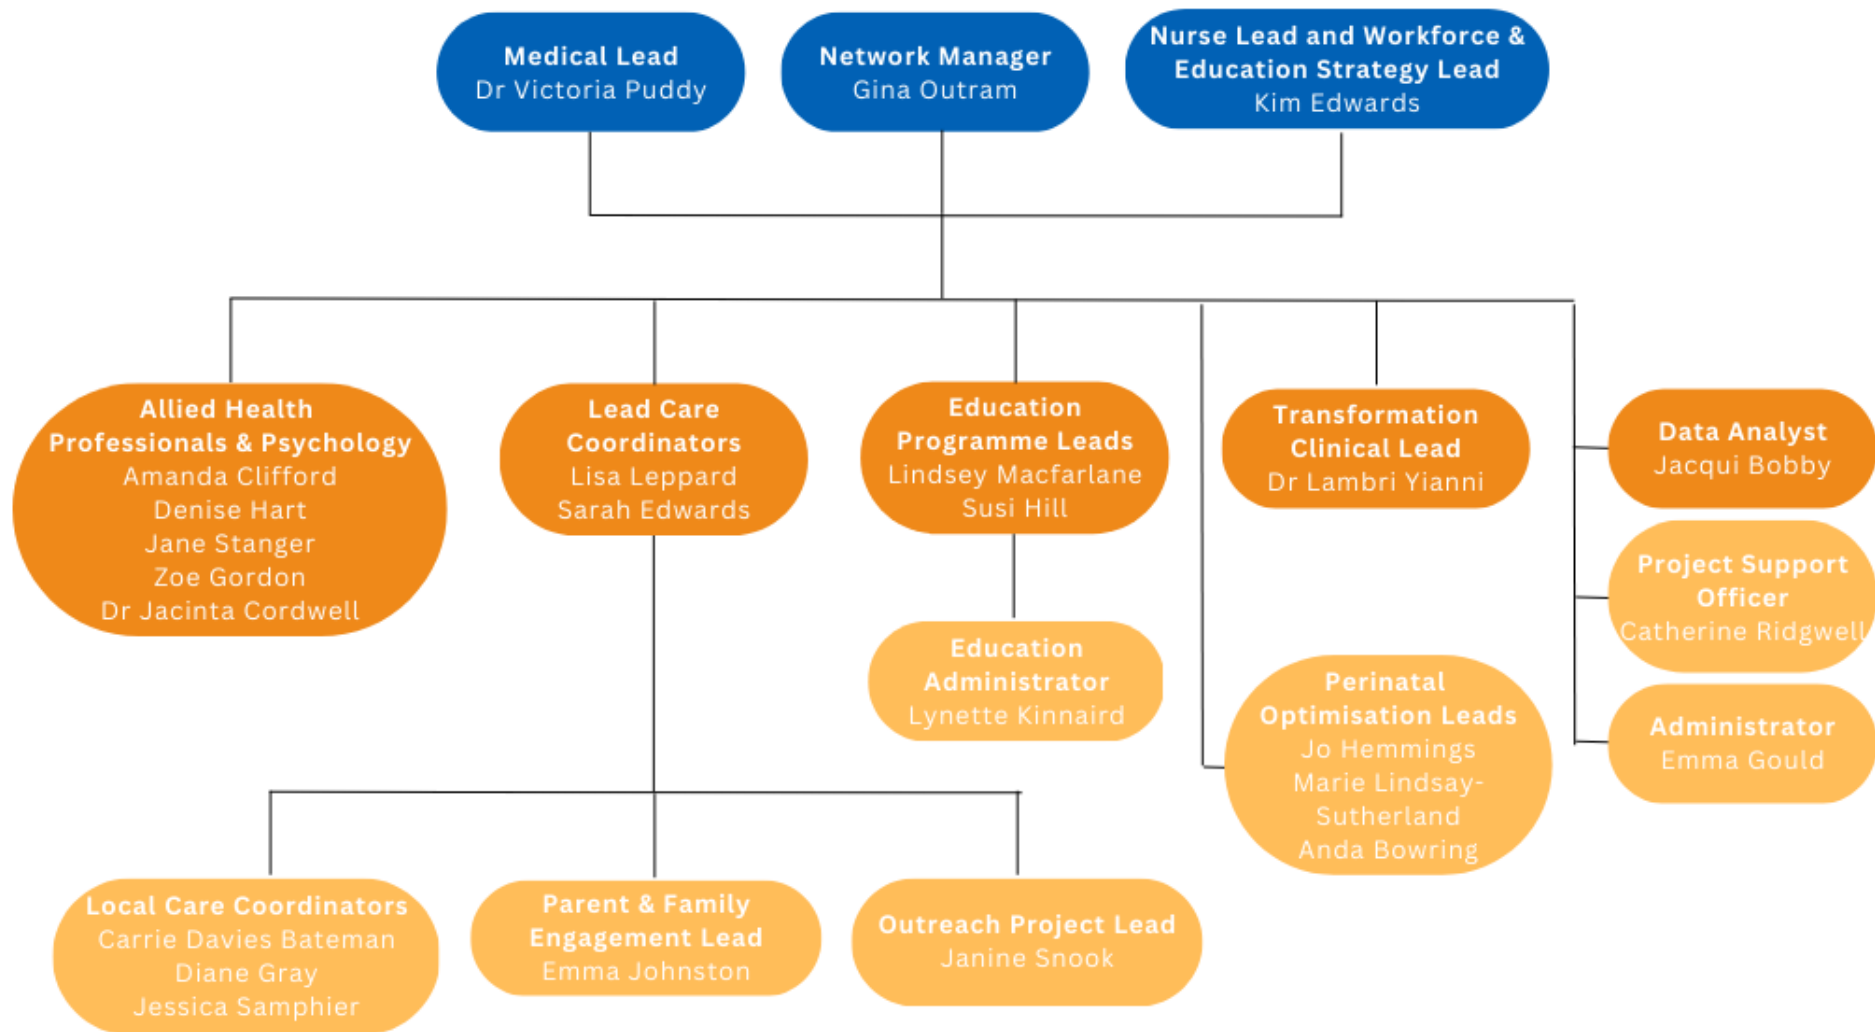 Medical Lead
Dr Victoria Puddy
Network Manager
Gina Outram
Nurse Lead and Workforce &
Education Strategy Lead
Kim Edwards
Allied Health
Professionals & Psychology
Amanda Clifford
Denise Hart
Jane Stanger
Zoe Gordon
Dr Jacinta Cordwell
Lead Care
Coordinators
Lisa Leppard
Sarah Edwards
Education
Programme Leads
Lindsey Macfarlane
Susi Hill
Transformation
Clinical Lead
Dr Lambri Yianni
Data Analyst
Jacqui Bobby
Project Support
Officer
Catherine Ridgwell
Administrator
Emma Gould
Education
Administrator
Lynette Kinnaird
Perinatal
Optimisation Leads
Jo Hemmings
Marie Lindsay-
Sutherland
Anda Bowring
Local Care Coordinators
Carrie Davies Bateman
Diane Gray
Jessica Samphier
Parent & Family
Engagement Lead
Emma Johnston
Outreach Project Lead
Janine Snook